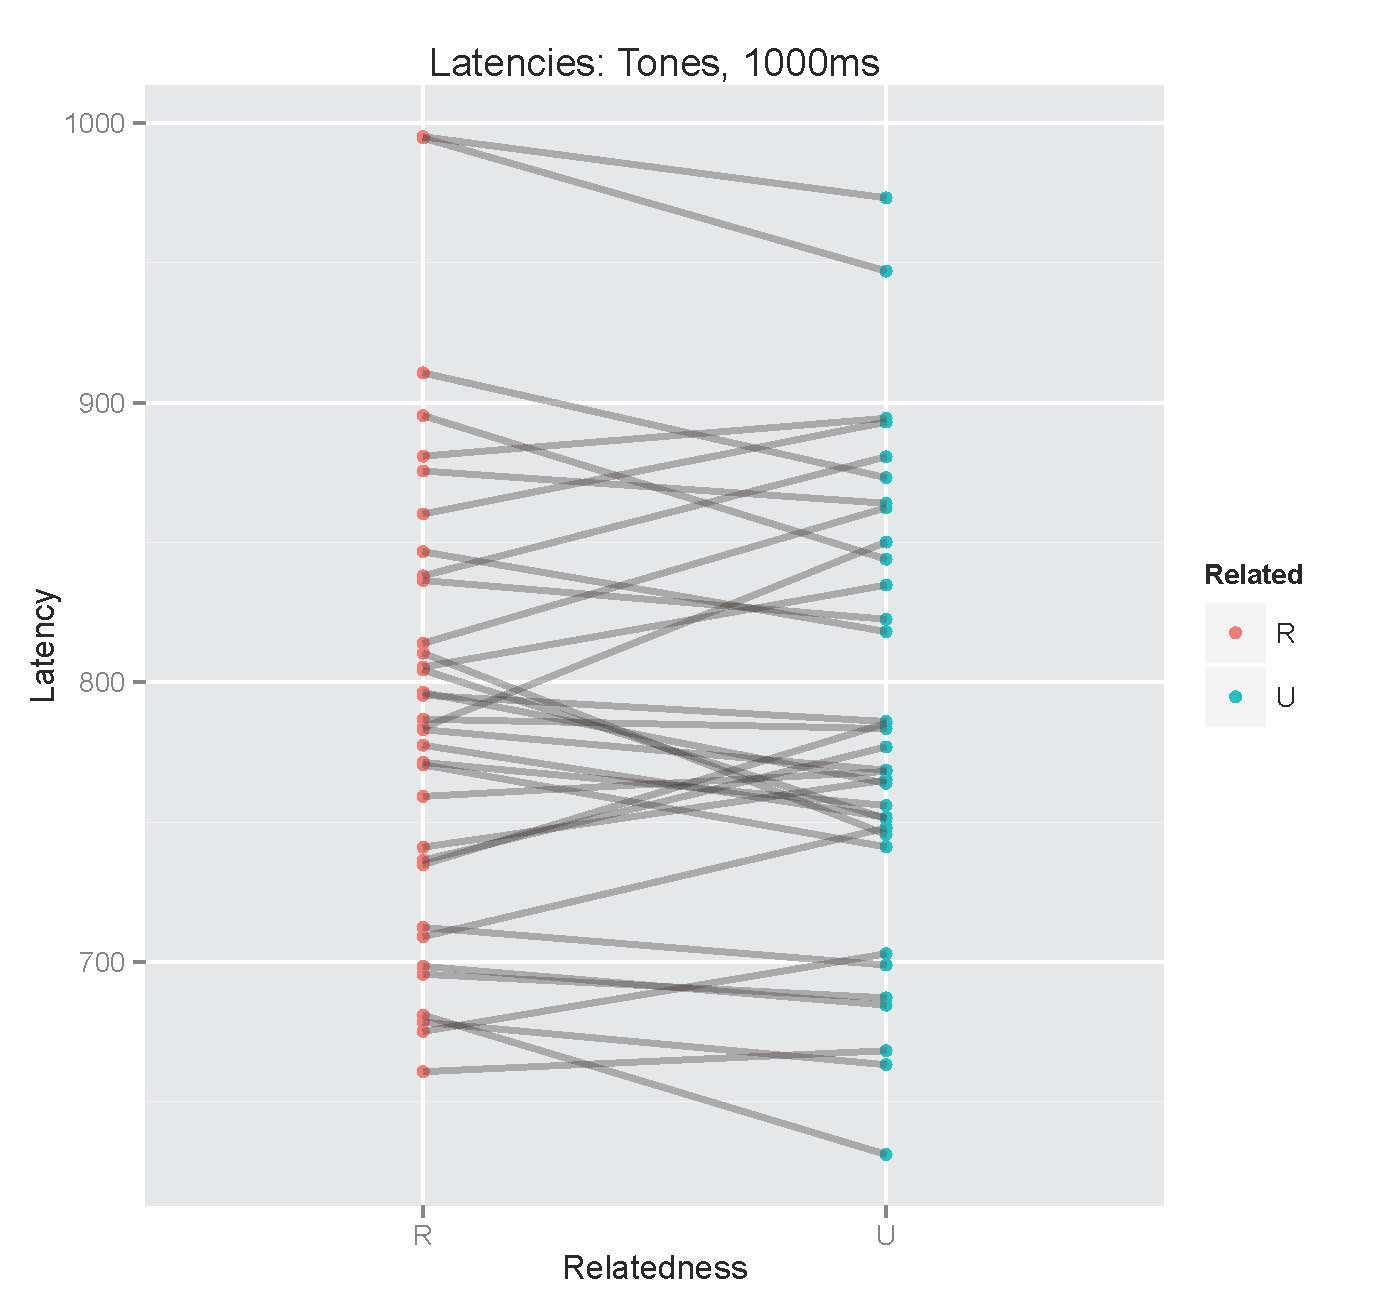 Latencies: Tones, 1000ms
1000
900
800
700
Latency
R
U
Relatedness
Related
R
U